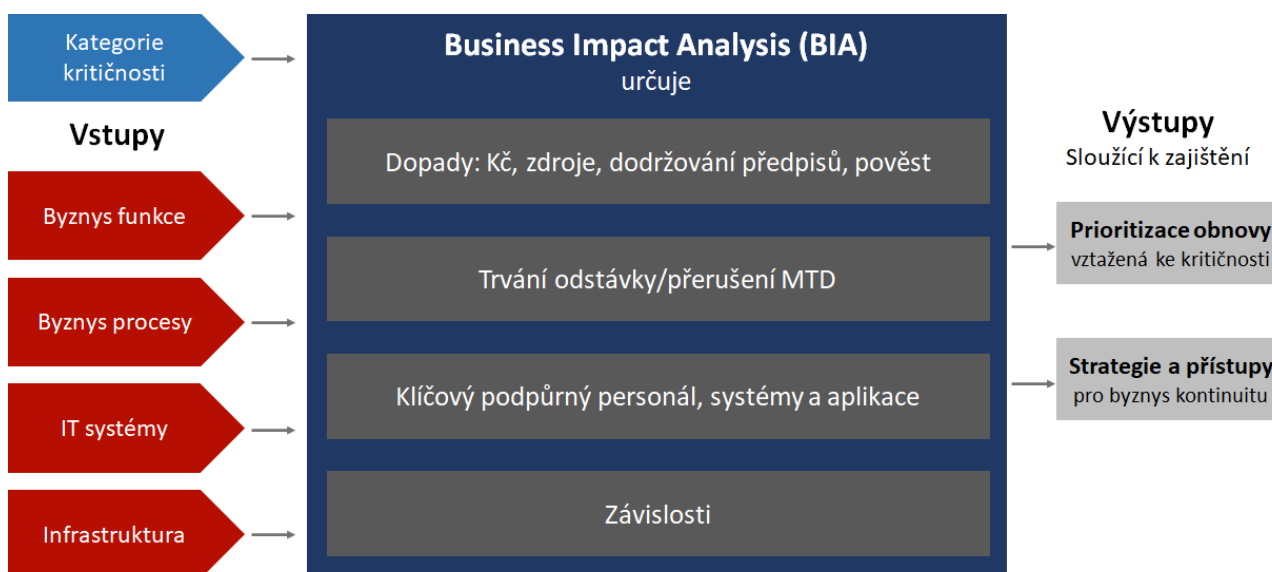 Kategorie
kritičnosti
Vstupy
Byznys funkce
Byznys procesy
IT systémy
Infrastruktura
Business Impact Analysis (BIA)
určuje
Dopady: Kč, zdroje, dodržování předpisů, pověst
Trvání odstávky/přerušení MTD
Klíčový podpůrný personál, systémy a aplikace
Závislosti
Výstupy
Sloužící k zajištění
Prioritizace obnovy
vztažená ke kritičnosti
Strategie a přístupy
pro byznys kontinuitu